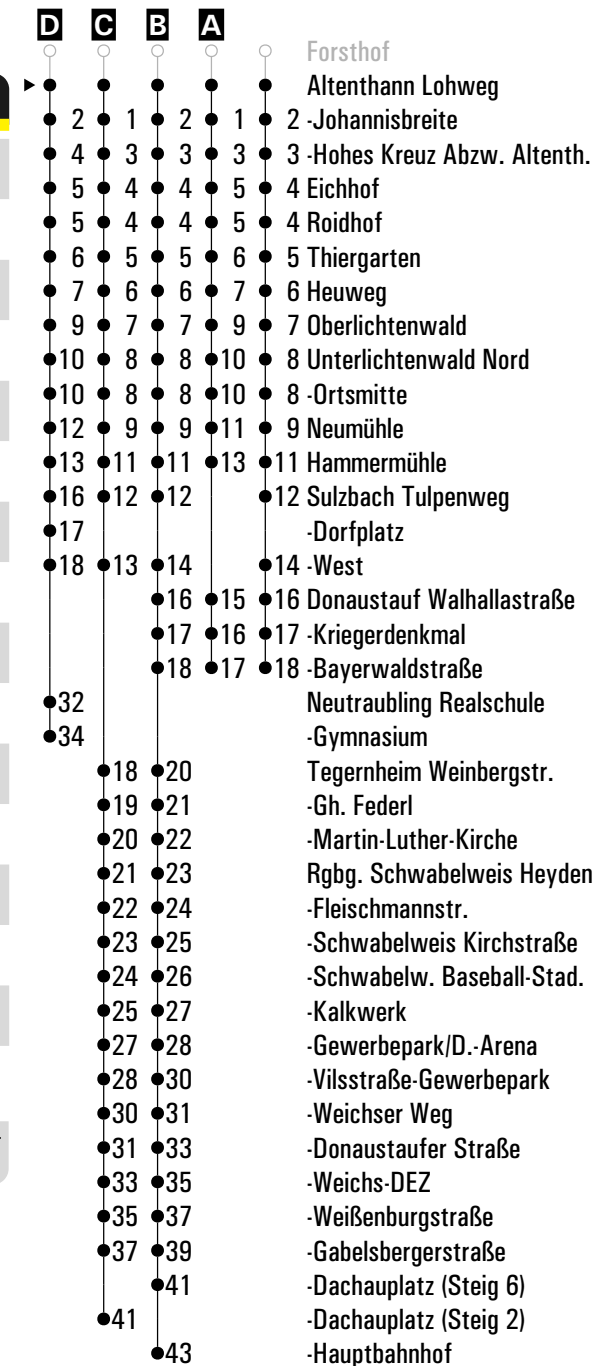 D C B A
Forsthof
Altenthann Lohweg
2 1 2 1 2 -Johannisbreite
4 3 3 3 3 -Hohes Kreuz Abzw. Altenth.
5 4 4 5 4 Eichhof
5 4 4 5 4 Roidhof
6 5 5 6 5 Thiergarten
7 6 6 7 6 Heuweg
9 7 7 9 7 Oberlichtenwald
10 8 8 10 8 Unterlichtenwald Nord
10 8 8 10 8 -Ortsmitte
12 9 9 11 9 Neumühle
13 11 11 13 11 Hammermühle
16 12 12 12 Sulzbach Tulpenweg
17 -Dorfplatz
18 13 14 14 -West
16 15 16 Donaustauf Walhallastraße
17 16 17 -Kriegerdenkmal
18 17 18 -Bayerwaldstraße
32 Neutraubling Realschule
34 -Gymnasium
18 20 Tegernheim Weinbergstr.
19 21 -Gh. Federl
20 22 -Martin-Luther-Kirche
21 23 Rgbg. Schwabelweis Heyden
22 24 -Fleischmannstr.
23 25 -Schwabelweis Kirchstraße
24 26 -Schwabelw. Baseball-Stad.
25 27 -Kalkwerk
27 28 -Gewerbepark/D.-Arena
28 30 -Vilsstraße-Gewerbepark
30 31 -Weichser Weg
31 33 -Donaustaufer Straße
33 35 -Weichs-DEZ
35 37 -Weißenburgstraße
37 39 -Gabelsbergerstraße
41 -Dachauplatz (Steig 6)
41 -Dachauplatz (Steig 2)
43 -Hauptbahnhof